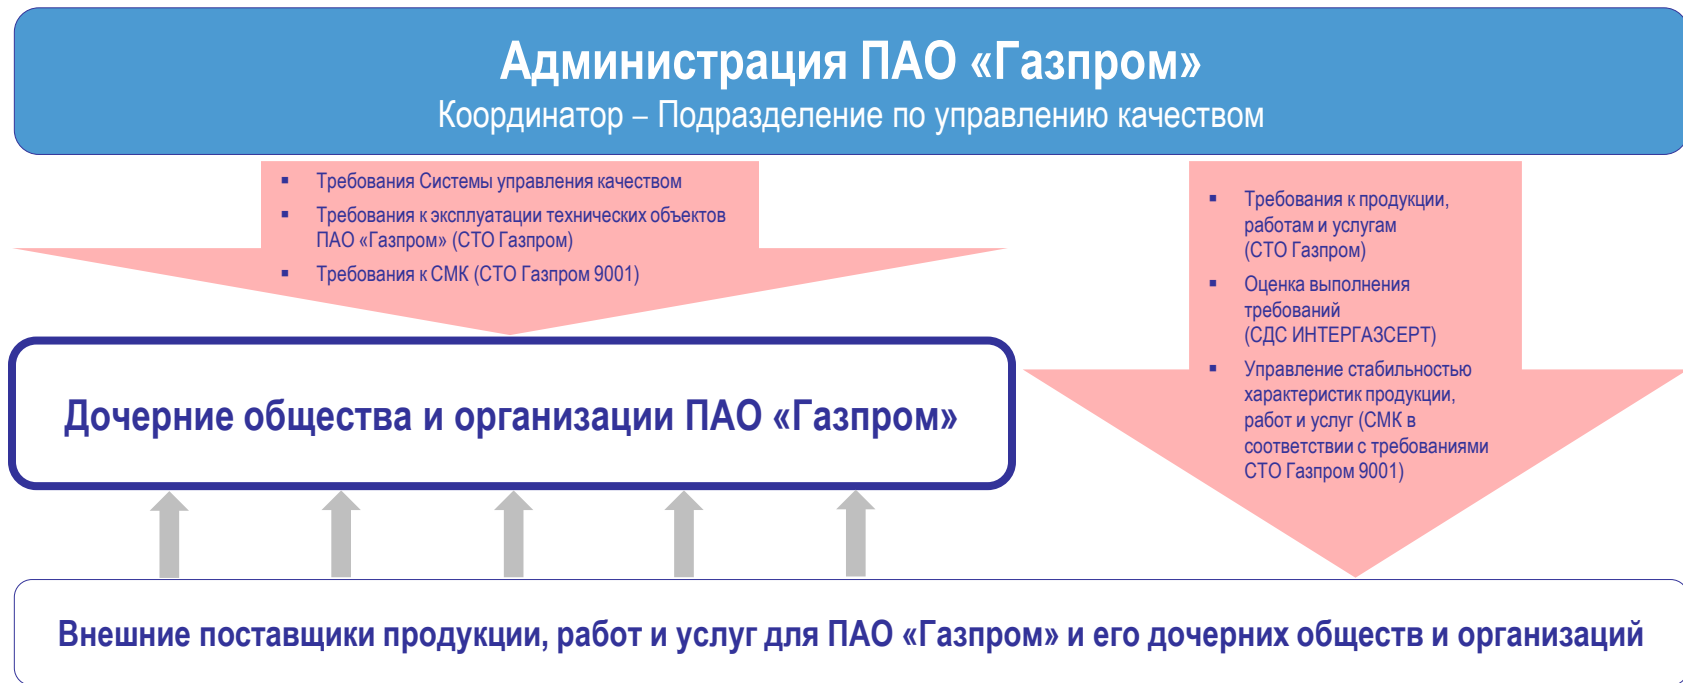 Администрация ПАО «Газпром»
Координатор – Подразделение по управлению качеством
▪ Требования Системы управления качеством
▪ Требования к эксплуатации технических объектов
ПАО «Газпром» (СТО Газпром)
▪ Требования к СМК (СТО Газпром 9001)
▪ Требования к продукции,
работам и услугам
(СТО Газпром)
▪ Оценка выполнения
требований
(СДС ИНТЕРГАЗСЕРТ)
▪ Управление стабильностью
характеристик продукции,
работ и услуг (СМК в
соответствии с требованиями
СТО Газпром 9001)
Дочерние общества и организации ПАО «Газпром»
Внешние поставщики продукции, работ и услуг для ПАО «Газпром» и его дочерних обществ и организаций